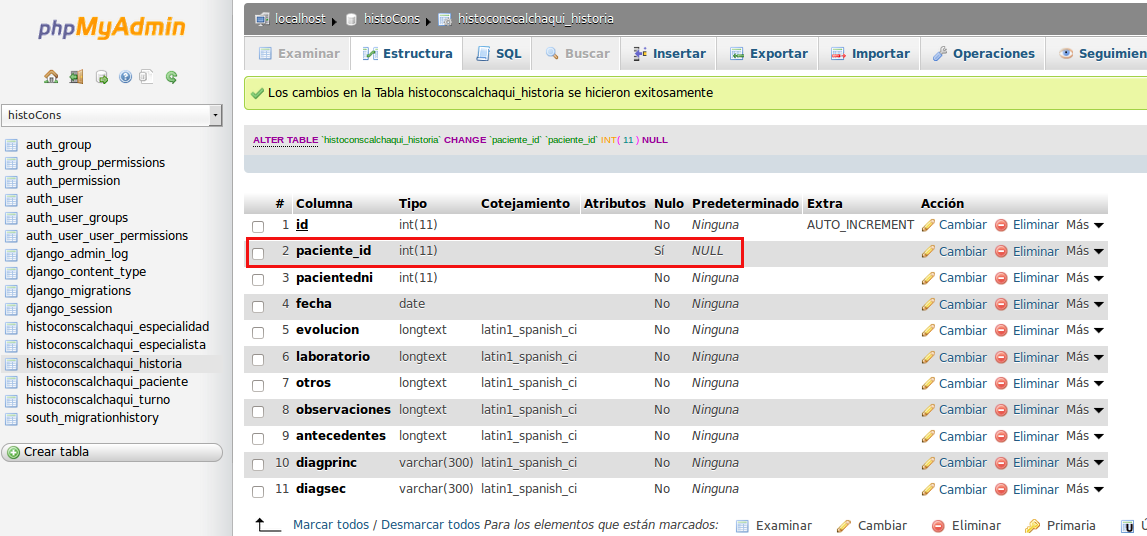 phpMyAdmin
localhost ▸ histoCons ▸ histoconscalchaqui_historia
Examinar Estructura SQL Buscar Insertar Exportar Importar Operaciones Seguimien
Los cambios en la Tabla histoconscalchaqui_historia se hicieron exitosamente
ALTER TABLE `histoconscalchaqui_historia` CHANGE `paciente_id` `paciente_id` INT( 11 ) NULL
histoCons
auth_group
auth_group_permissions
auth_permission
auth_user
auth_user_groups
auth_user_user_permissions
django_admin_log
django_content_type
django_migrations
django_session
histoconscalchaqui_especialidad
histoconscalchaqui_especialista
histoconscalchaqui_historia
histoconscalchaqui_paciente
histoconscalchaqui_turno
south_migrationhistory
Crear tabla
# Columna Tipo Cotejamiento Atributos Nulo Predeterminado Extra Acción
1 id int(11) No Ninguna AUTO_INCREMENT Cambiar Eliminar Más
2 paciente_id int(11) Sí NULL Cambiar Eliminar Más
3 pacientedni int(11) No Ninguna Cambiar Eliminar Más
4 fecha date No Ninguna Cambiar Eliminar Más
5 evolucion longtext latin1_spanish_ci No Ninguna Cambiar Eliminar Más
6 laboratorio longtext latin1_spanish_ci No Ninguna Cambiar Eliminar Más
7 otros longtext latin1_spanish_ci No Ninguna Cambiar Eliminar Más
8 observaciones longtext latin1_spanish_ci No Ninguna Cambiar Eliminar Más
9 antecedentes longtext latin1_spanish_ci No Ninguna Cambiar Eliminar Más
10 diagprinc varchar(300) latin1_spanish_ci No Ninguna Cambiar Eliminar Más
11 diagsec varchar(300) latin1_spanish_ci No Ninguna Cambiar Eliminar Más
Marcar todos / Desmarcar todos Para los elementos que están marcados: Examinar Cambiar Eliminar Primaria Ú